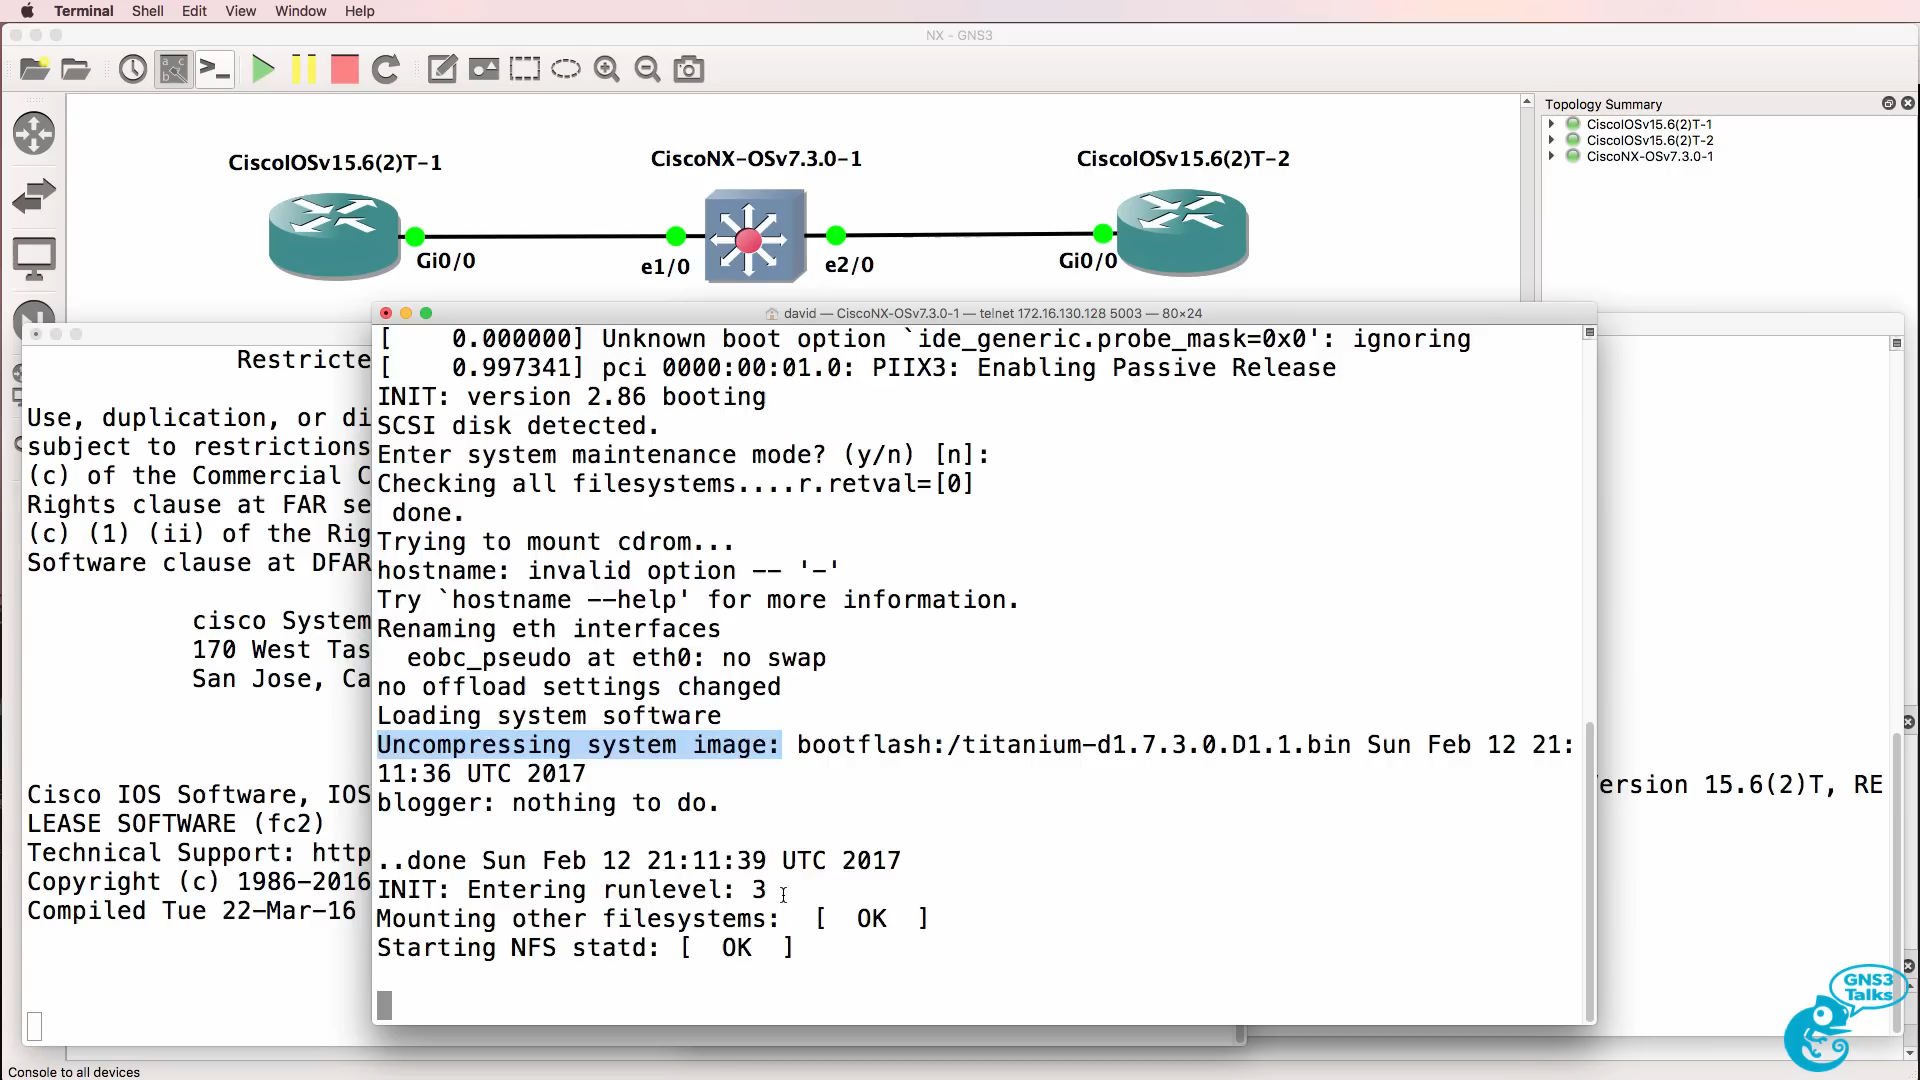 Terminal Shell Edit View Window Help
NX - GNS3
Topology Summary
CiscoIOSv15.6(2)T-1
CiscoIOSv15.6(2)T-2
CiscoNX-OSv7.3.0-1
CiscoIOSv15.6(2)T-1
CiscoNX-OSv7.3.0-1
CiscoIOSv15.6(2)T-2
Gi0/0
e1/0
e2/0
Gi0/0
david — CiscoNX-OSv7.3.0-1 — telnet 172.16.130.128 5003 — 80×24
[    0.000000] Unknown boot option `ide_generic.probe_mask=0x0': ignoring
[    0.997341] pci 0000:00:01.0: PIIX3: Enabling Passive Release
INIT: version 2.86 booting
SCSI disk detected.
Enter system maintenance mode? (y/n) [n]:
Checking all filesystems....r.retval=[0]
 done.
Trying to mount cdrom...
hostname: invalid option -- '-'
Try `hostname --help' for more information.
Renaming eth interfaces
  eobc_pseudo at eth0: no swap
no offload settings changed
Loading system software
Uncompressing system image: bootflash:/titanium-d1.7.3.0.D1.1.bin Sun Feb 12 21:
11:36 UTC 2017
blogger: nothing to do.
..done Sun Feb 12 21:11:39 UTC 2017
INIT: Entering runlevel: 3
Mounting other filesystems:  [  OK  ]
Starting NFS statd: [  OK  ]
Restricte
Use, duplication, or di
subject to restrictions
(c) of the Commercial C
Rights clause at FAR se
(c) (1) (ii) of the Rig
Software clause at DFAR
cisco System
170 West Tas
San Jose, Ca
Cisco IOS Software, IOS
LEASE SOFTWARE (fc2)
Technical Support: http
Copyright (c) 1986-2016
Compiled Tue 22-Mar-16
ersion 15.6(2)T, RE
GNS3
Talks
Console to all devices